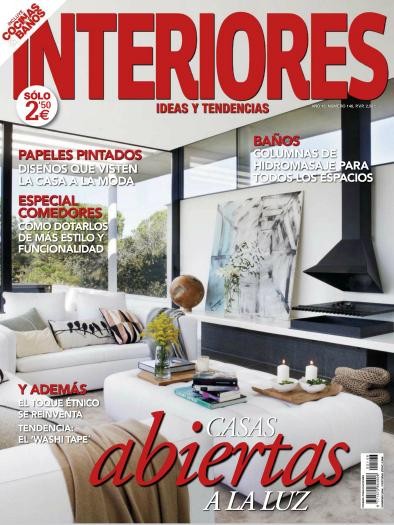 COCINAS
BAÑOS
INTERIORES
IDEAS Y TENDENCIAS
SÓLO
2'50
€
PAPELES PINTADOS
DISEÑOS QUE VISTEN
LA CASA A LA MODA
ESPECIAL
COMEDORES
CÓMO DOTARLOS
DE MÁS ESTILO Y
FUNCIONALIDAD
BAÑOS
COLUMNAS DE
HIDROMASAJE PARA
TODOS LOS ESPACIOS
Y ADEMÁS
EL TOQUE ÉTNICO
SE REINVENTA
TENDENCIA:
EL 'WASHI TAPE'
CASAS
abiertas
A LA LUZ